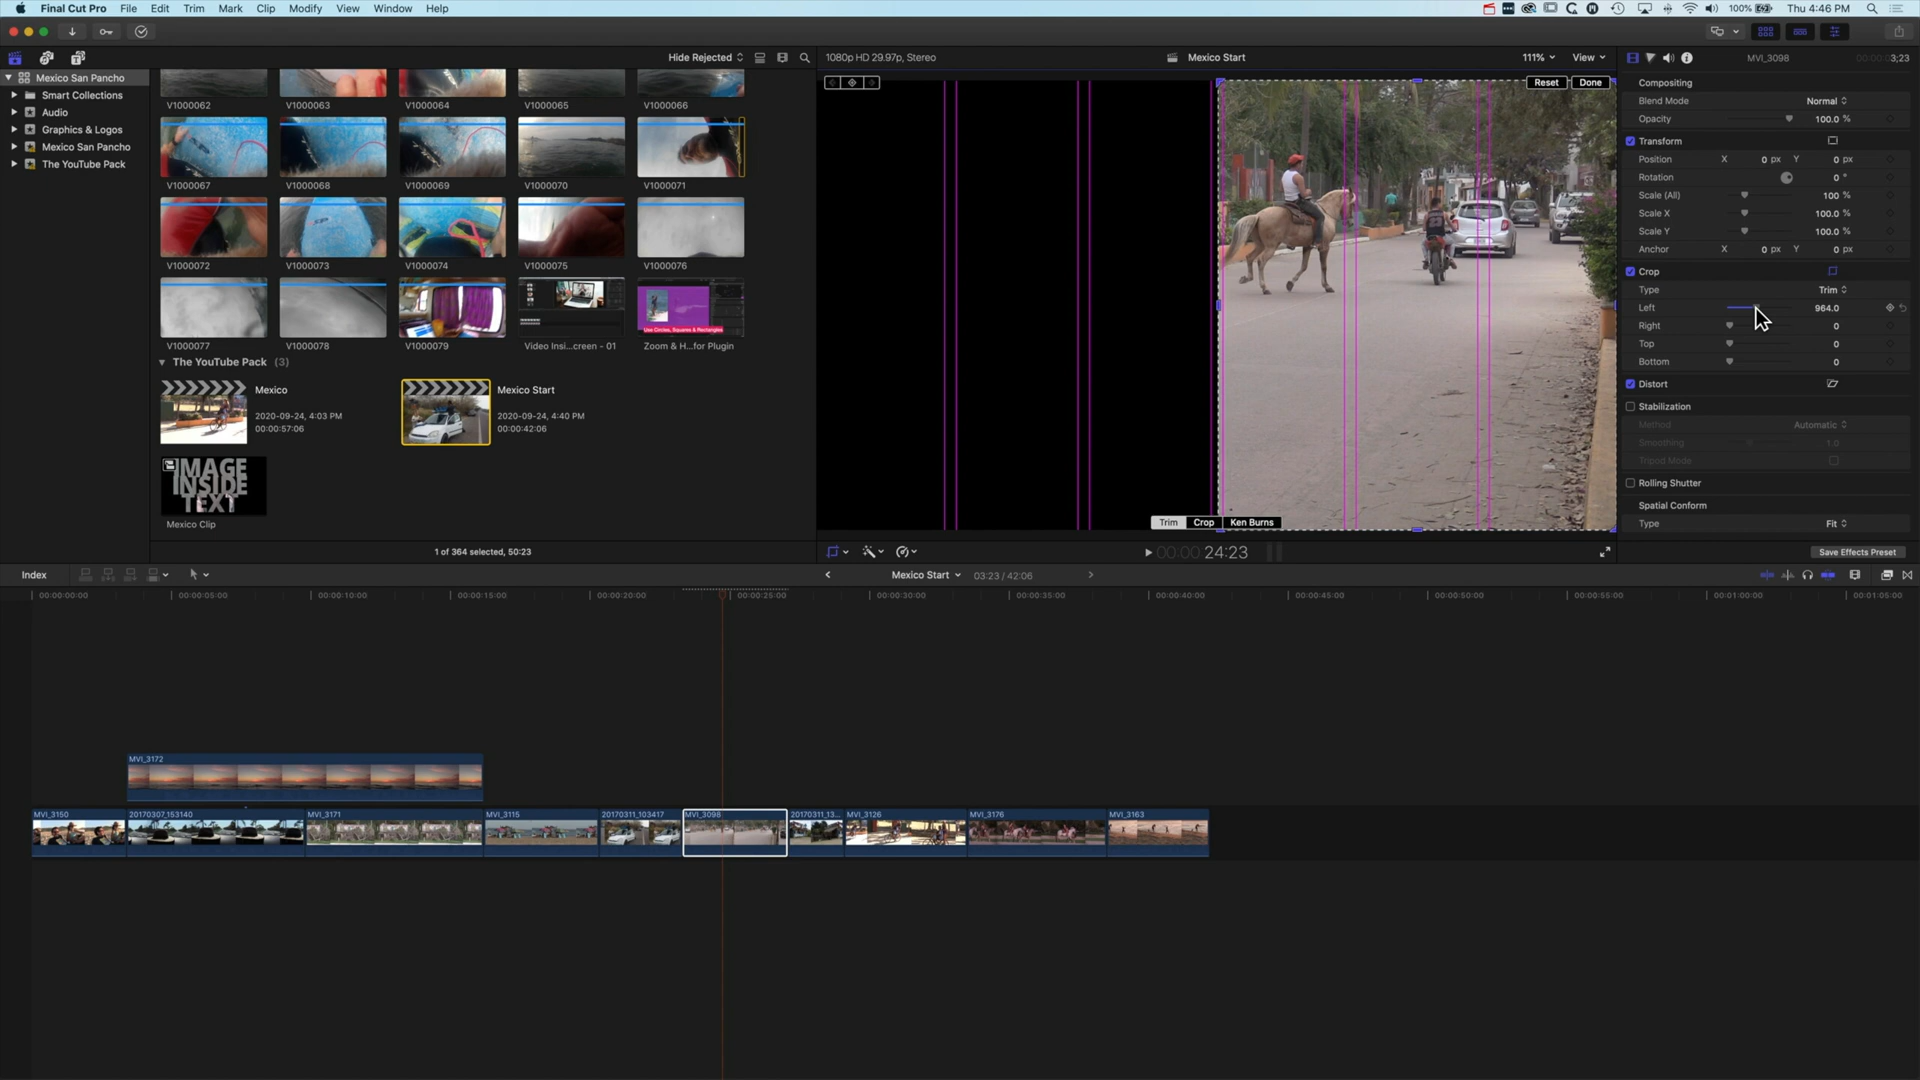 Final Cut Pro File Edit Trim Mark Clip Modify View Window Help 100% Thu 4:46 PM
Hide Rejected 1080p HD 29.97p, Stereo Mexico Start 111% View MVI_3098 3;23
Mexico San Pancho
Smart Collections
Audio
Graphics & Logos
Mexico San Pancho
The YouTube Pack
V1000062 V1000063 V1000064 V1000065 V1000066
V1000067 V1000068 V1000069 V1000070 V1000071
V1000072 V1000073 V1000074 V1000075 V1000076
Use Circles, Squares & Rectangles
V1000077 V1000078 V1000079 Video Insi...creen - 01 Zoom & H...for Plugin
The YouTube Pack (3)
Mexico
2020-09-24, 4:03 PM
00:00:57:06
Mexico Start
2020-09-24, 4:40 PM
00:00:42:06
IMAGE
INSIDE
TEXT
Mexico Clip
1 of 364 selected, 50:23
Reset Done
Trim Crop Ken Burns
00:00 24:23
Compositing
Blend Mode Normal
Opacity 100.0 %
Transform
Position X 0 px Y 0 px
Rotation 0 °
Scale (All) 100 %
Scale X 100.0 %
Scale Y 100.0 %
Anchor X 0 px Y 0 px
Crop
Type Trim
Left 964.0
Right 0
Top 0
Bottom 0
Distort
Stabilization
Method Automatic
Smoothing 1.0
Tripod Mode
Rolling Shutter
Spatial Conform
Type Fit
Save Effects Preset
Index Mexico Start 03:23 / 42:06
00:00:00:00 00:00:05:00 00:00:10:00 00:00:15:00 00:00:20:00 00:00:25:00 00:00:30:00 00:00:35:00 00:00:40:00 00:00:45:00 00:00:50:00 00:00:55:00 00:01:00:00 00:01:05:00
MVI_3172
MVI_3150 20170307_153140 MVI_3171 MVI_3115 20170311_103417 MVI_3098 20170311_13... MVI_3126 MVI_3176 MVI_3163